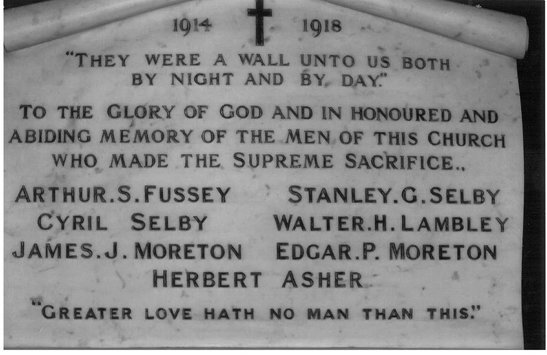 1914 1918
"THEY WERE A WALL UNTO US BOTH
BY NIGHT AND BY DAY."
TO THE GLORY OF GOD AND IN HONOURED AND
ABIDING MEMORY OF THE MEN OF THIS CHURCH
WHO MADE THE SUPREME SACRIFICE..
ARTHUR.S.FUSSEY STANLEY.G.SELBY
CYRIL SELBY WALTER.H.LAMBLEY
JAMES.J.MORETON EDGAR.P.MORETON
HERBERT ASHER
"GREATER LOVE HATH NO MAN THAN THIS."